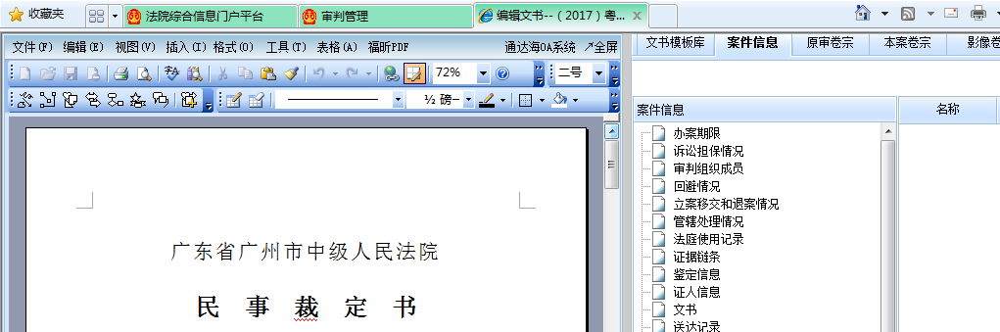 收藏夹 法院综合信息门户平台 审判管理 编辑文书--（2017）粤...
文件(F) 编辑(E) 视图(V) 插入(I) 格式(O) 工具(T) 表格(A) 福昕PDF 通达海OA系统 全屏
72% 二号
½ 磅
广东省广州市中级人民法院
民事裁定书
文书模板库 案件信息 原审卷宗 本案卷宗 影像卷
案件信息 名称
办案期限
诉讼担保情况
审判组织成员
回避情况
立案移交和退案情况
管辖处理情况
法庭使用记录
证据链条
鉴定信息
证人信息
文书
送达记录